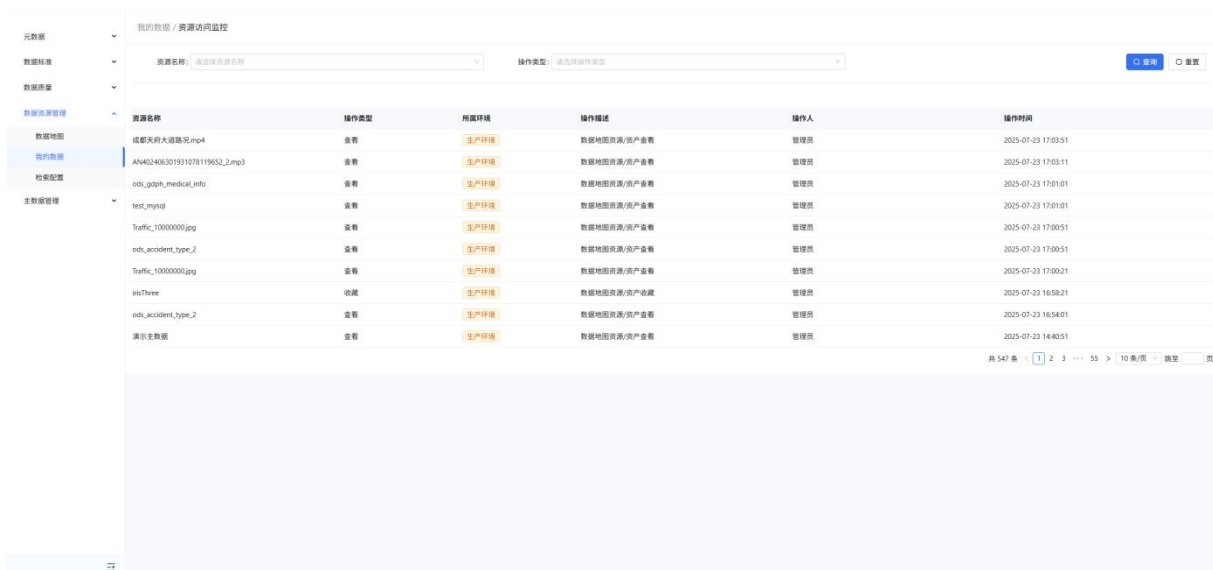 我的数据 / 资源访问监控
元数据
数据标准
数据质量
数据资源管理
数据地图
我的数据
检索配置
主数据管理
资源名称: 请选择资源名称 操作类型: 请选择操作类型 查询 重置
资源名称 操作类型 所属环境 操作描述 操作人 操作时间
成都天府大道路况.mp4 查看 生产环境 数据地图资源/资产查看 管理员 2025-07-23 17:03:51
AN402406301931078119652_2.mp3 查看 生产环境 数据地图资源/资产查看 管理员 2025-07-23 17:03:11
ods_gdph_medical_info 查看 生产环境 数据地图资源/资产查看 管理员 2025-07-23 17:01:01
test_mysql 查看 生产环境 数据地图资源/资产查看 管理员 2025-07-23 17:01:01
Traffic_10000000.jpg 查看 生产环境 数据地图资源/资产查看 管理员 2025-07-23 17:00:51
ods_accident_type_2 查看 生产环境 数据地图资源/资产查看 管理员 2025-07-23 17:00:51
Traffic_10000000.jpg 查看 生产环境 数据地图资源/资产查看 管理员 2025-07-23 17:00:21
irisThree 收藏 生产环境 数据地图资源/资产收藏 管理员 2025-07-23 16:58:21
ods_accident_type_2 查看 生产环境 数据地图资源/资产查看 管理员 2025-07-23 16:54:01
演示主数据 查看 生产环境 数据地图资源/资产查看 管理员 2025-07-23 14:40:51
共 547 条 < 1 2 3 ··· 55 > 10 条/页 跳至 页